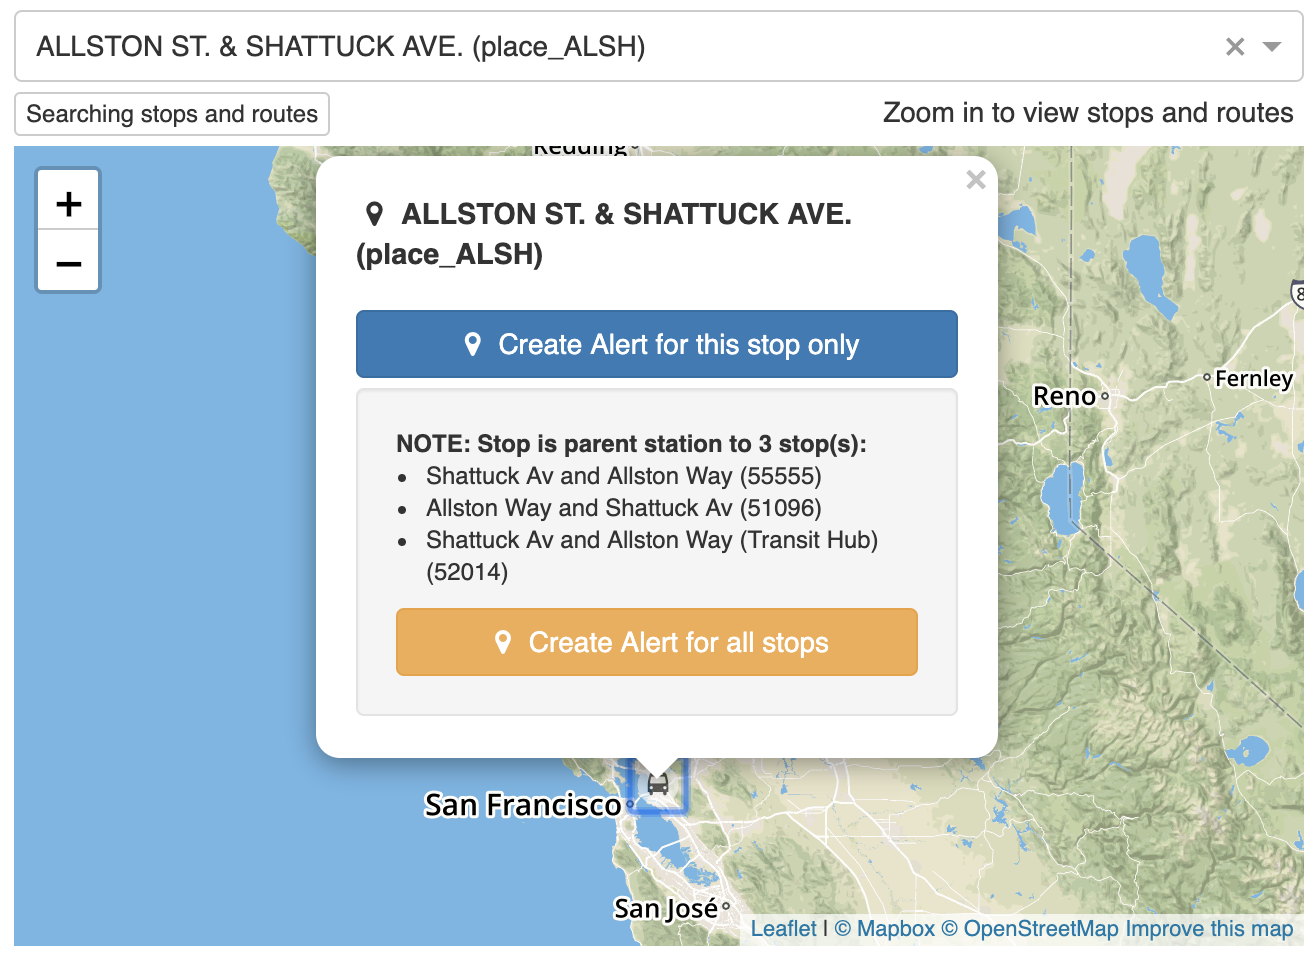 ALLSTON ST. & SHATTUCK AVE. (place_ALSH)
Searching stops and routes
Zoom in to view stops and routes
Redding
+
−
ALLSTON ST. & SHATTUCK AVE.
(place_ALSH)
Create Alert for this stop only
NOTE: Stop is parent station to 3 stop(s):
Shattuck Av and Allston Way (55555)
Allston Way and Shattuck Av (51096)
Shattuck Av and Allston Way (Transit Hub)
(52014)
Create Alert for all stops
Reno
Fernley
San Francisco
San José
Leaflet | © Mapbox © OpenStreetMap Improve this map